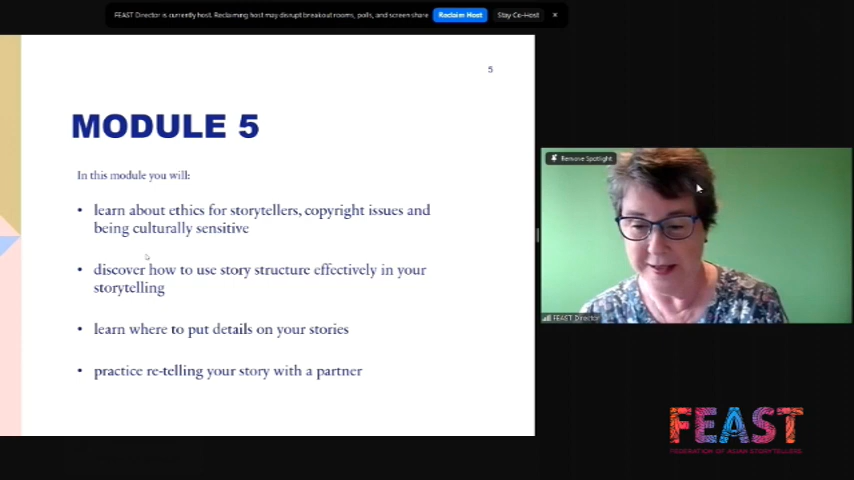 FEAST Director is currently host. Reclaiming host may disrupt breakout rooms, polls, and screen share
Reclaim Host
Stay Co-Host
5
MODULE 5
In this module you will:
• learn about ethics for storytellers, copyright issues and
being culturally sensitive
• discover how to use story structure effectively in your
storytelling
• learn where to put details on your stories
• practice re-telling your story with a partner
Remove Spotlight
FEAST Director
FEAST
FEDERATION OF ASIAN STORYTELLERS